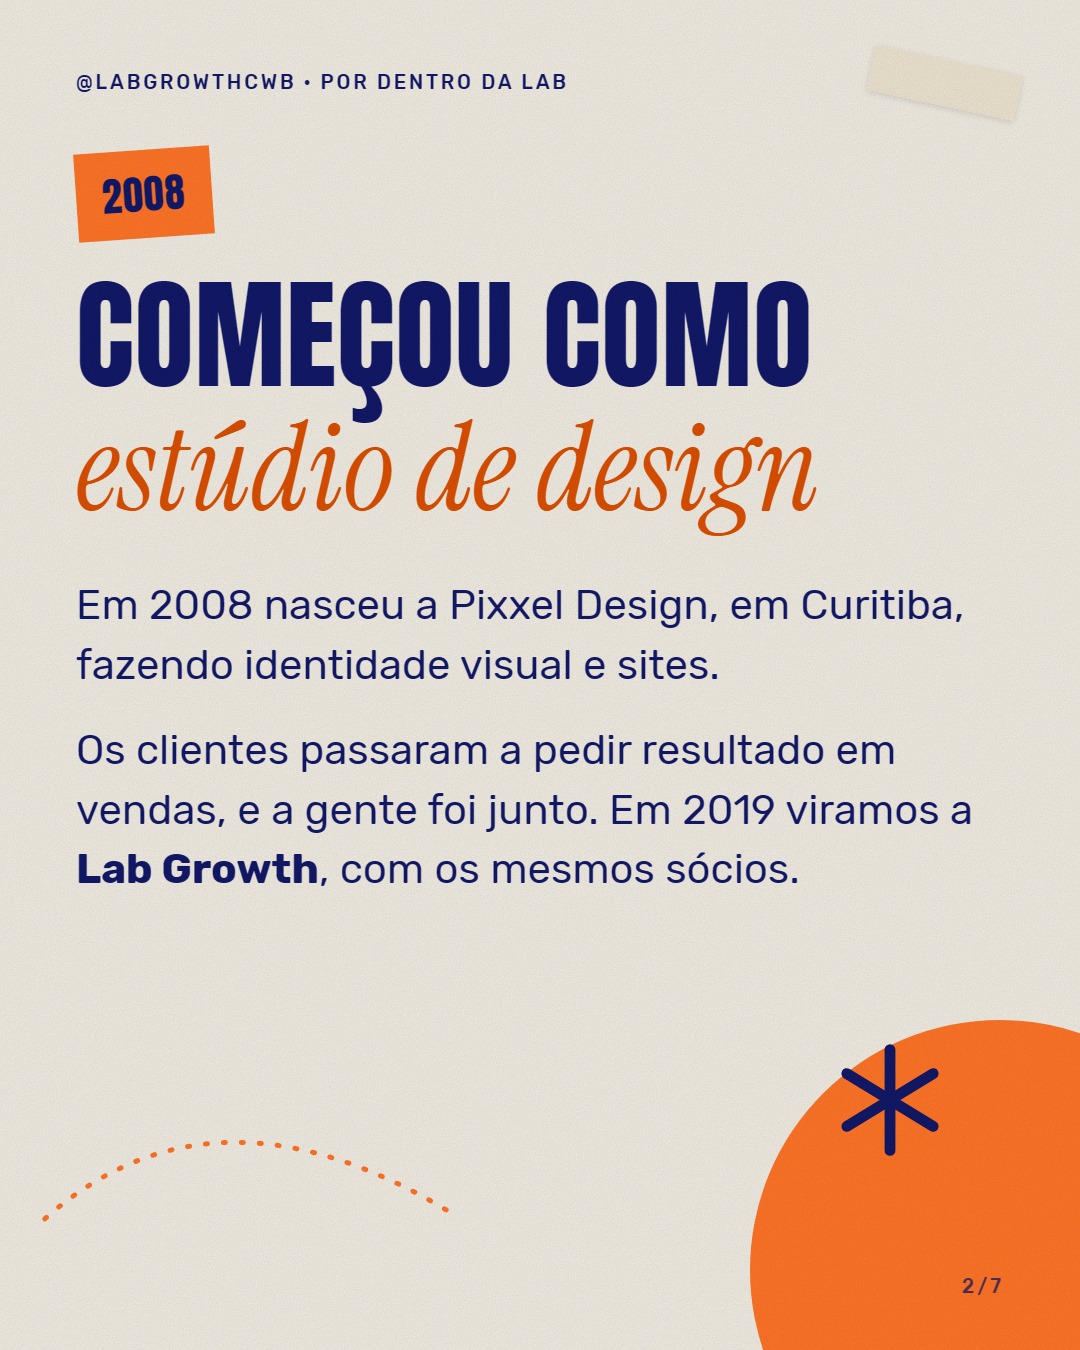 @LABGROWTHCWB • POR DENTRO DA LAB
2008
COMEÇOU COMO
estúdio de design
Em 2008 nasceu a Pixxel Design, em Curitiba,
fazendo identidade visual e sites.
Os clientes passaram a pedir resultado em
vendas, e a gente foi junto. Em 2019 viramos a
Lab Growth, com os mesmos sócios.
2/7